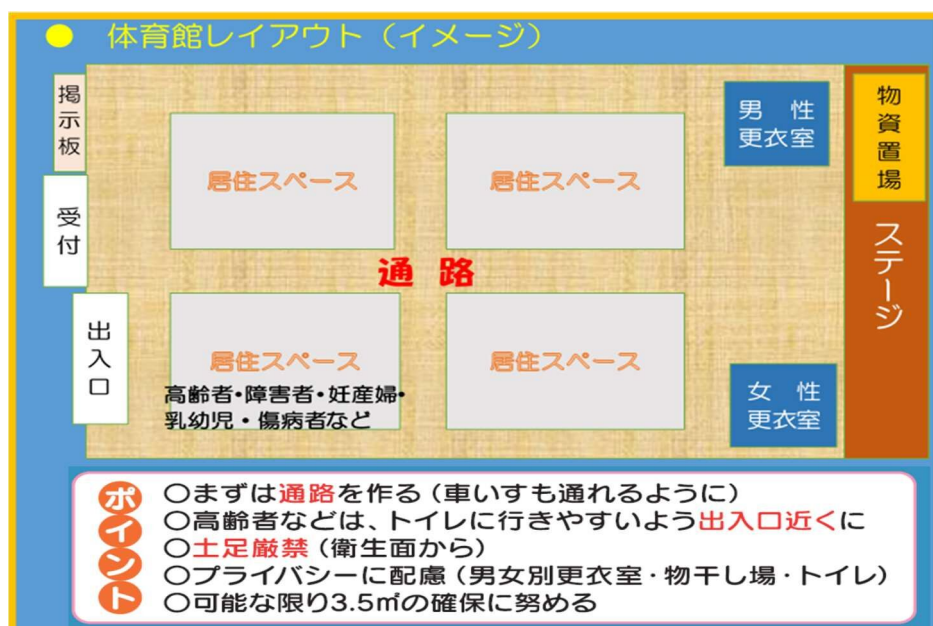 ● 体育館レイアウト（イメージ）
掲示板
受付
出入口
居住スペース
居住スペース
通 路
居住スペース
高齢者・障害者・妊産婦・
乳幼児・傷病者など
居住スペース
男 性
更衣室
女 性
更衣室
物資置場
ステージ
ポイント
○まずは通路を作る（車いすも通れるように）
○高齢者などは、トイレに行きやすいよう出入口近くに
○土足厳禁（衛生面から）
○プライバシーに配慮（男女別更衣室・物干し場・トイレ）
○可能な限り3.5㎡の確保に努める